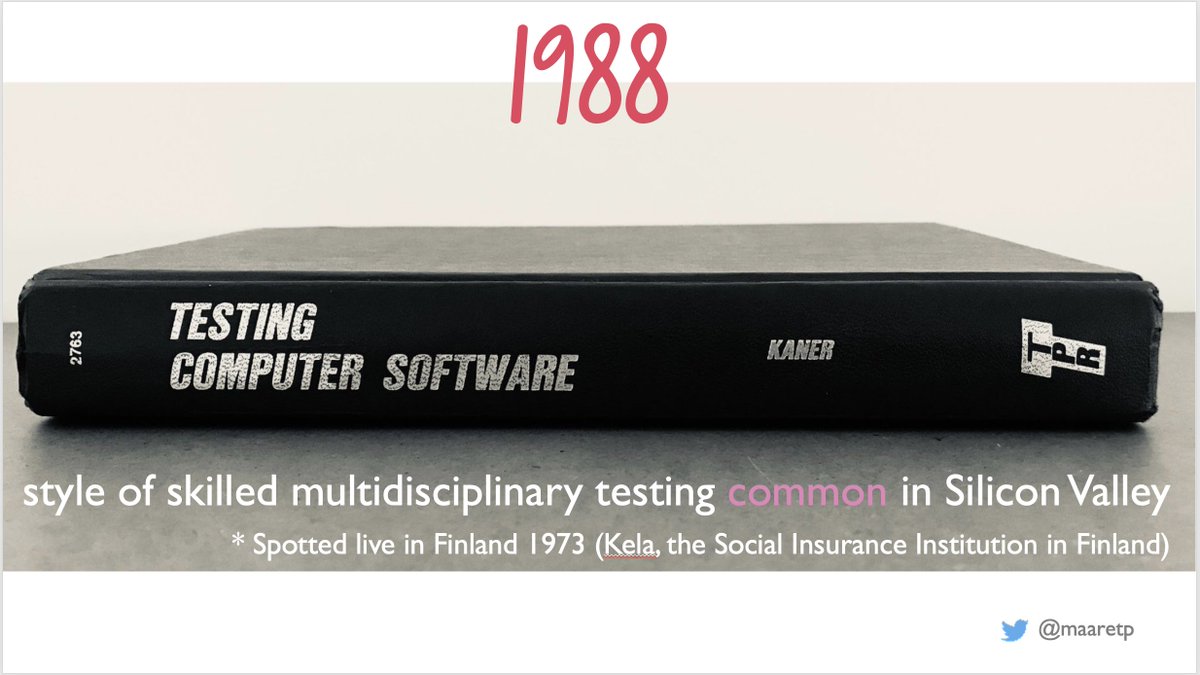 1988
2763
TESTING
COMPUTER SOFTWARE
KANER
TPR
style of skilled multidisciplinary testing common in Silicon Valley
* Spotted live in Finland 1973 (Kela, the Social Insurance Institution in Finland)
@maaretp